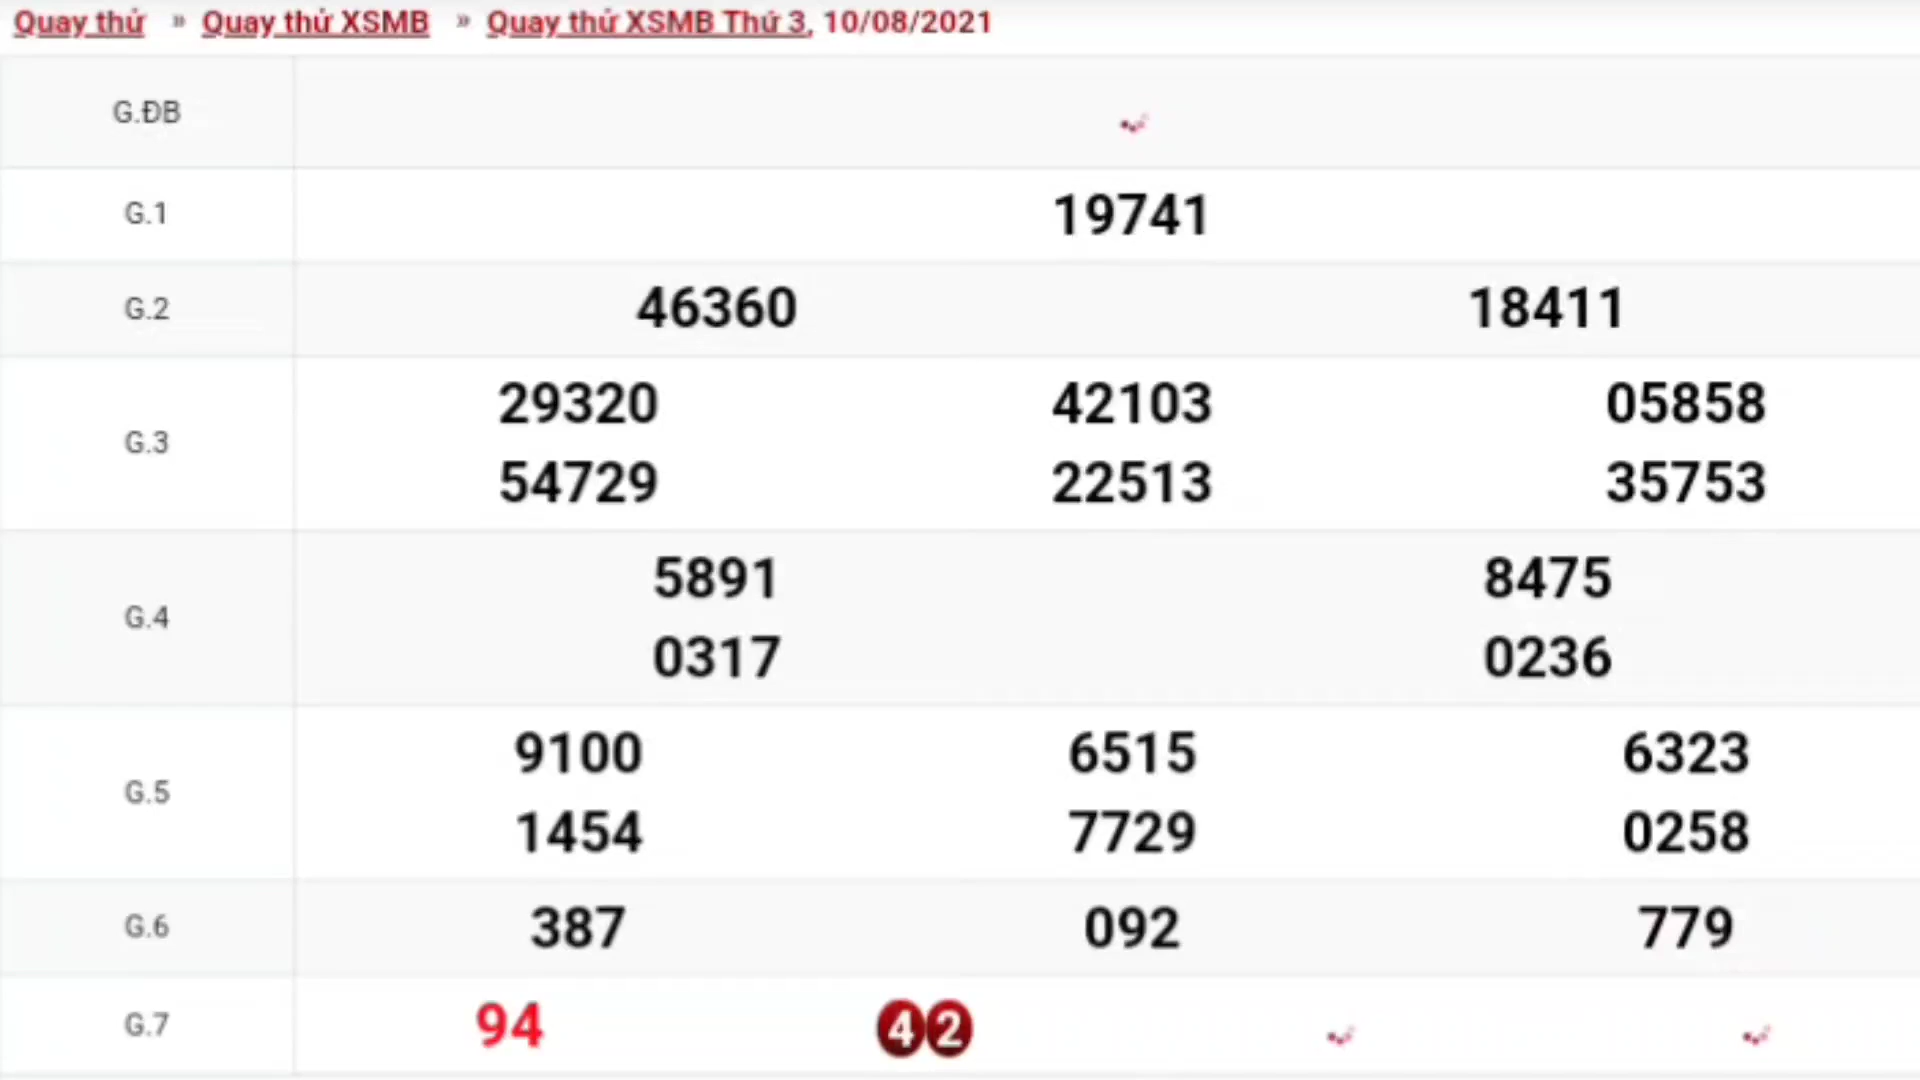 Quay thử » Quay thử XSMB » Quay thử XSMB Thứ 3, 10/08/2021
G.ĐB
G.1 19741
G.2 46360 18411
G.3 29320 42103 05858
54729 22513 35753
G.4 5891 8475
0317 0236
G.5 9100 6515 6323
1454 7729 0258
G.6 387 092 779
G.7 94 42